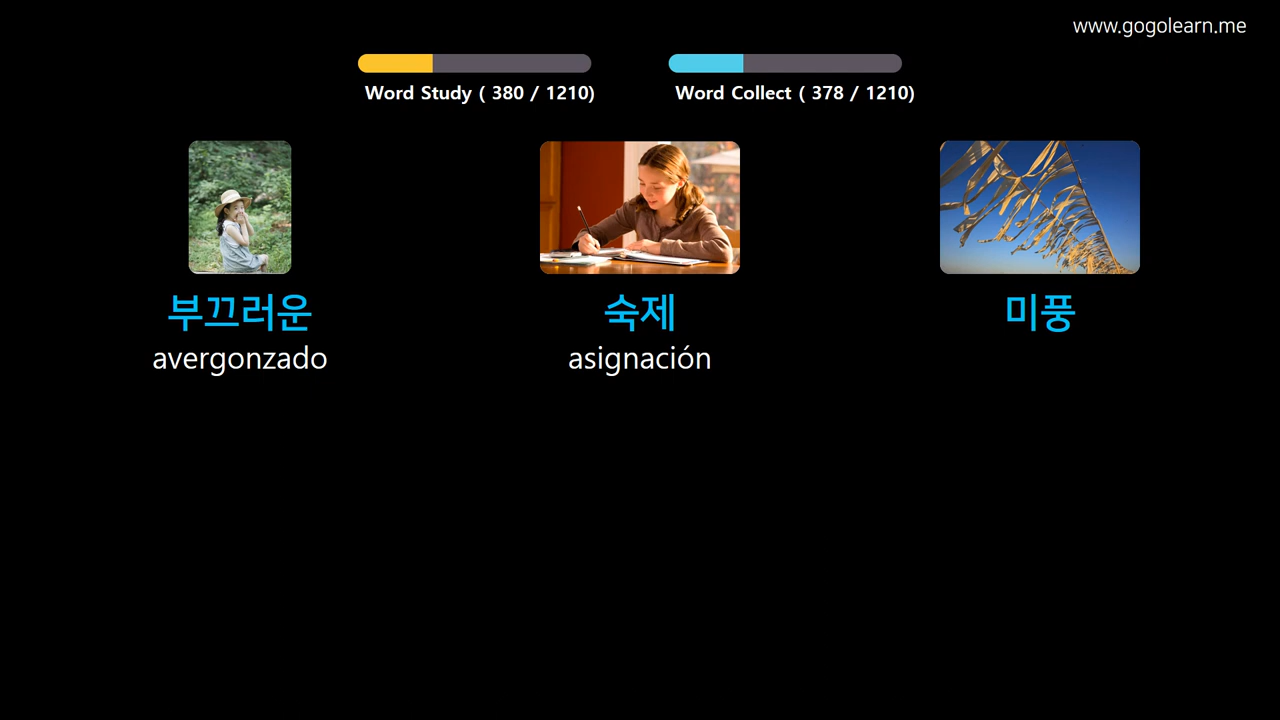 www.gogolearn.me
Word Study ( 380 / 1210)
Word Collect ( 378 / 1210)
부끄러운
avergonzado
숙제
asignación
미풍